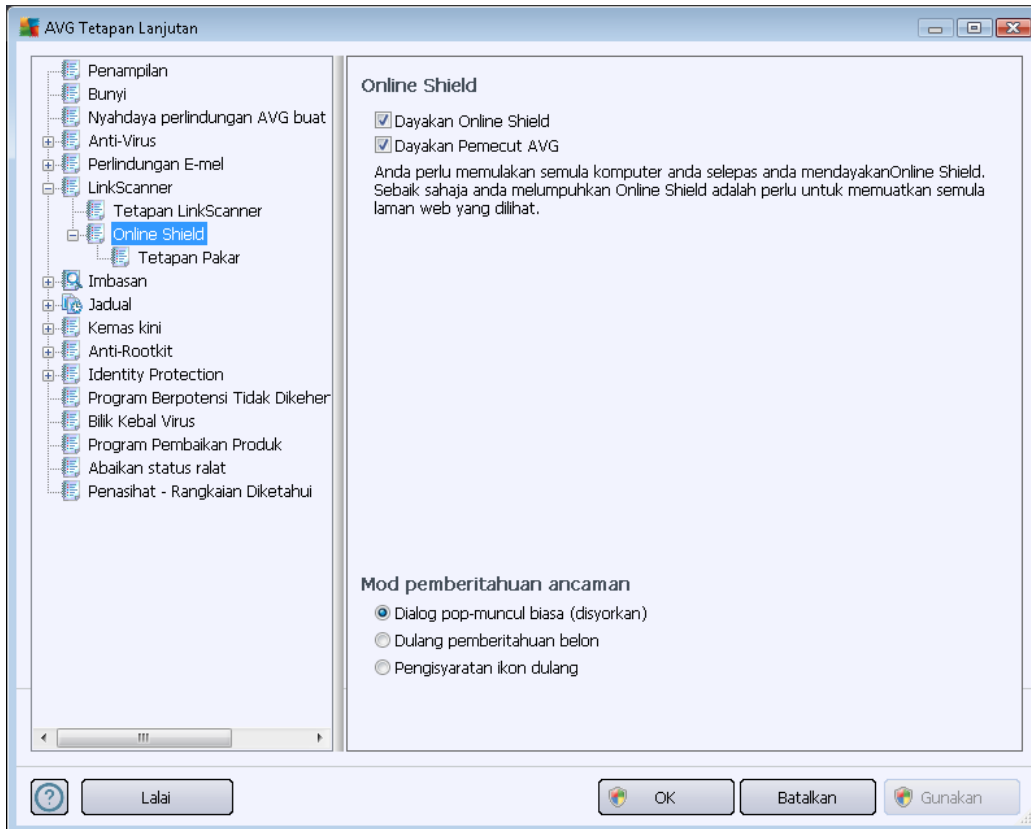 AVG Tetapan Lanjutan
Penampilan
Bunyi
Nyahdaya perlindungan AVG buat
Anti-Virus
Perlindungan E-mel
LinkScanner
Tetapan LinkScanner
Online Shield
Tetapan Pakar
Imbasan
Jadual
Kemas kini
Anti-Rootkit
Identity Protection
Program Berpotensi Tidak Dikeher
Bilik Kebal Virus
Program Pembaikan Produk
Abaikan status ralat
Penasihat - Rangkaian Diketahui
Online Shield
Dayakan Online Shield
Dayakan Pemecut AVG
Anda perlu memulakan semula komputer anda selepas anda mendayakanOnline Shield.
Sebaik sahaja anda melumpuhkan Online Shield adalah perlu untuk memuatkan semula
laman web yang dilihat.
Mod pemberitahuan ancaman
Dialog pop-muncul biasa (disyorkan)
Dulang pemberitahuan belon
Pengisyaratan ikon dulang
Lalai
OK
Batalkan
Gunakan